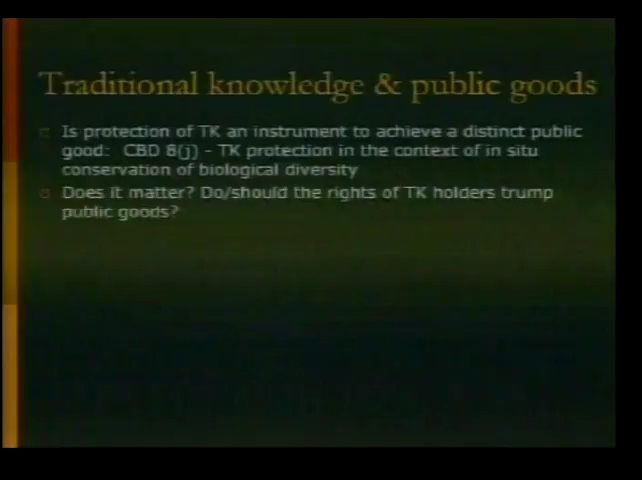 Traditional knowledge & public goods
Is protection of TK an instrument to achieve a distinct public
good: CBD 8(j) - TK protection in the context of in situ
conservation of biological diversity
Does it matter? Do/should the rights of TK holders trump
public goods?